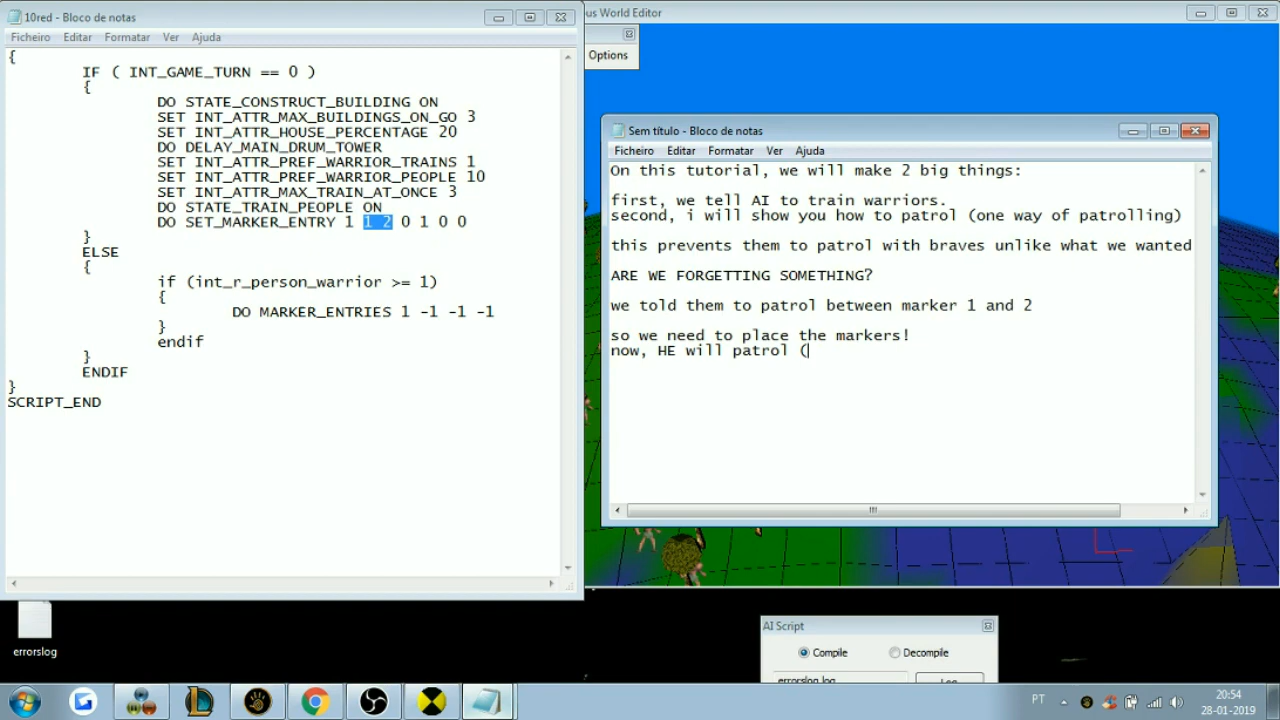 10red - Bloco de notas
Ficheiro Editar Formatar Ver Ajuda
{
IF ( INT_GAME_TURN == 0 )
{
DO STATE_CONSTRUCT_BUILDING ON
SET INT_ATTR_MAX_BUILDINGS_ON_GO 3
SET INT_ATTR_HOUSE_PERCENTAGE 20
DO DELAY_MAIN_DRUM_TOWER
SET INT_ATTR_PREF_WARRIOR_TRAINS 1
SET INT_ATTR_PREF_WARRIOR_PEOPLE 10
SET INT_ATTR_MAX_TRAIN_AT_ONCE 3
DO STATE_TRAIN_PEOPLE ON
DO SET_MARKER_ENTRY 1 1 2 0 1 0 0
}
ELSE
{
if (int_r_person_warrior >= 1)
{
DO MARKER_ENTRIES 1 -1 -1 -1
}
endif
}
ENDIF
}
SCRIPT_END
World Editor
Options
Sem título - Bloco de notas
Ficheiro Editar Formatar Ver Ajuda
On this tutorial, we will make 2 big things:
first, we tell AI to train warriors.
second, i will show you how to patrol (one way of patrolling)
this prevents them to patrol with braves unlike what we wanted
ARE WE FORGETTING SOMETHING?
we told them to patrol between marker 1 and 2
so we need to place the markers!
now, HE will patrol (
errorslog
AI Script
Compile Decompile
errorslog.log
PT
20:54
28-01-2019